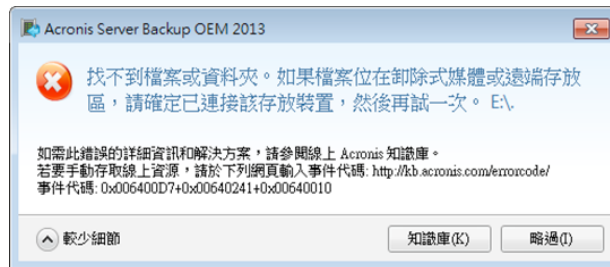 Acronis Server Backup OEM 2013
找不到檔案或資料夾。如果檔案位在卸除式媒體或遠端存放
區，請確定已連接該存放裝置，然後再試一次。 E:\.
如需此錯誤的詳細資訊和解決方案，請參閱線上 Acronis 知識庫。
若要手動存取線上資源，請於下列網頁輸入事件代碼: http://kb.acronis.com/errorcode/
事件代碼: 0x006400D7+0x00640241+0x00640010
較少細節
知識庫(K)
略過(I)